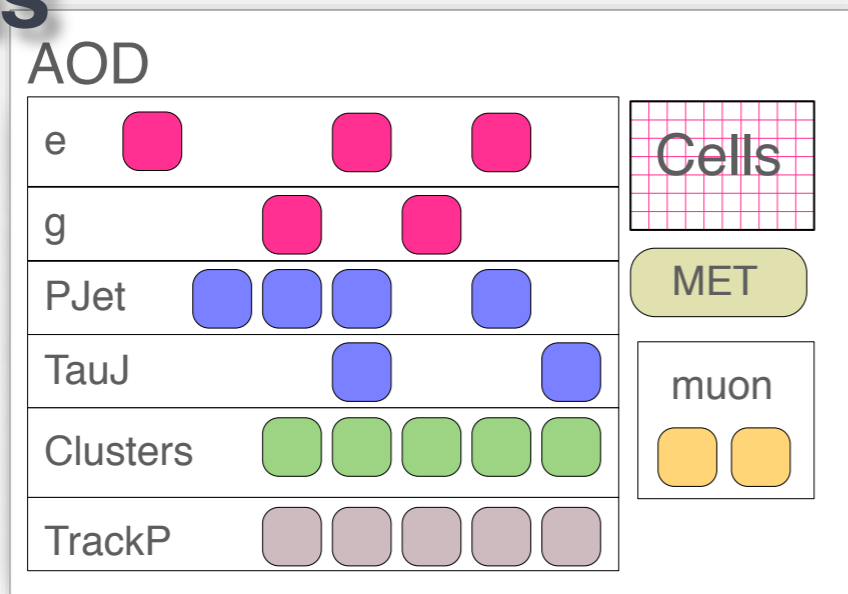 s
AOD
e
g
PJet
TauJ
Clusters
TrackP
Cells
MET
muon